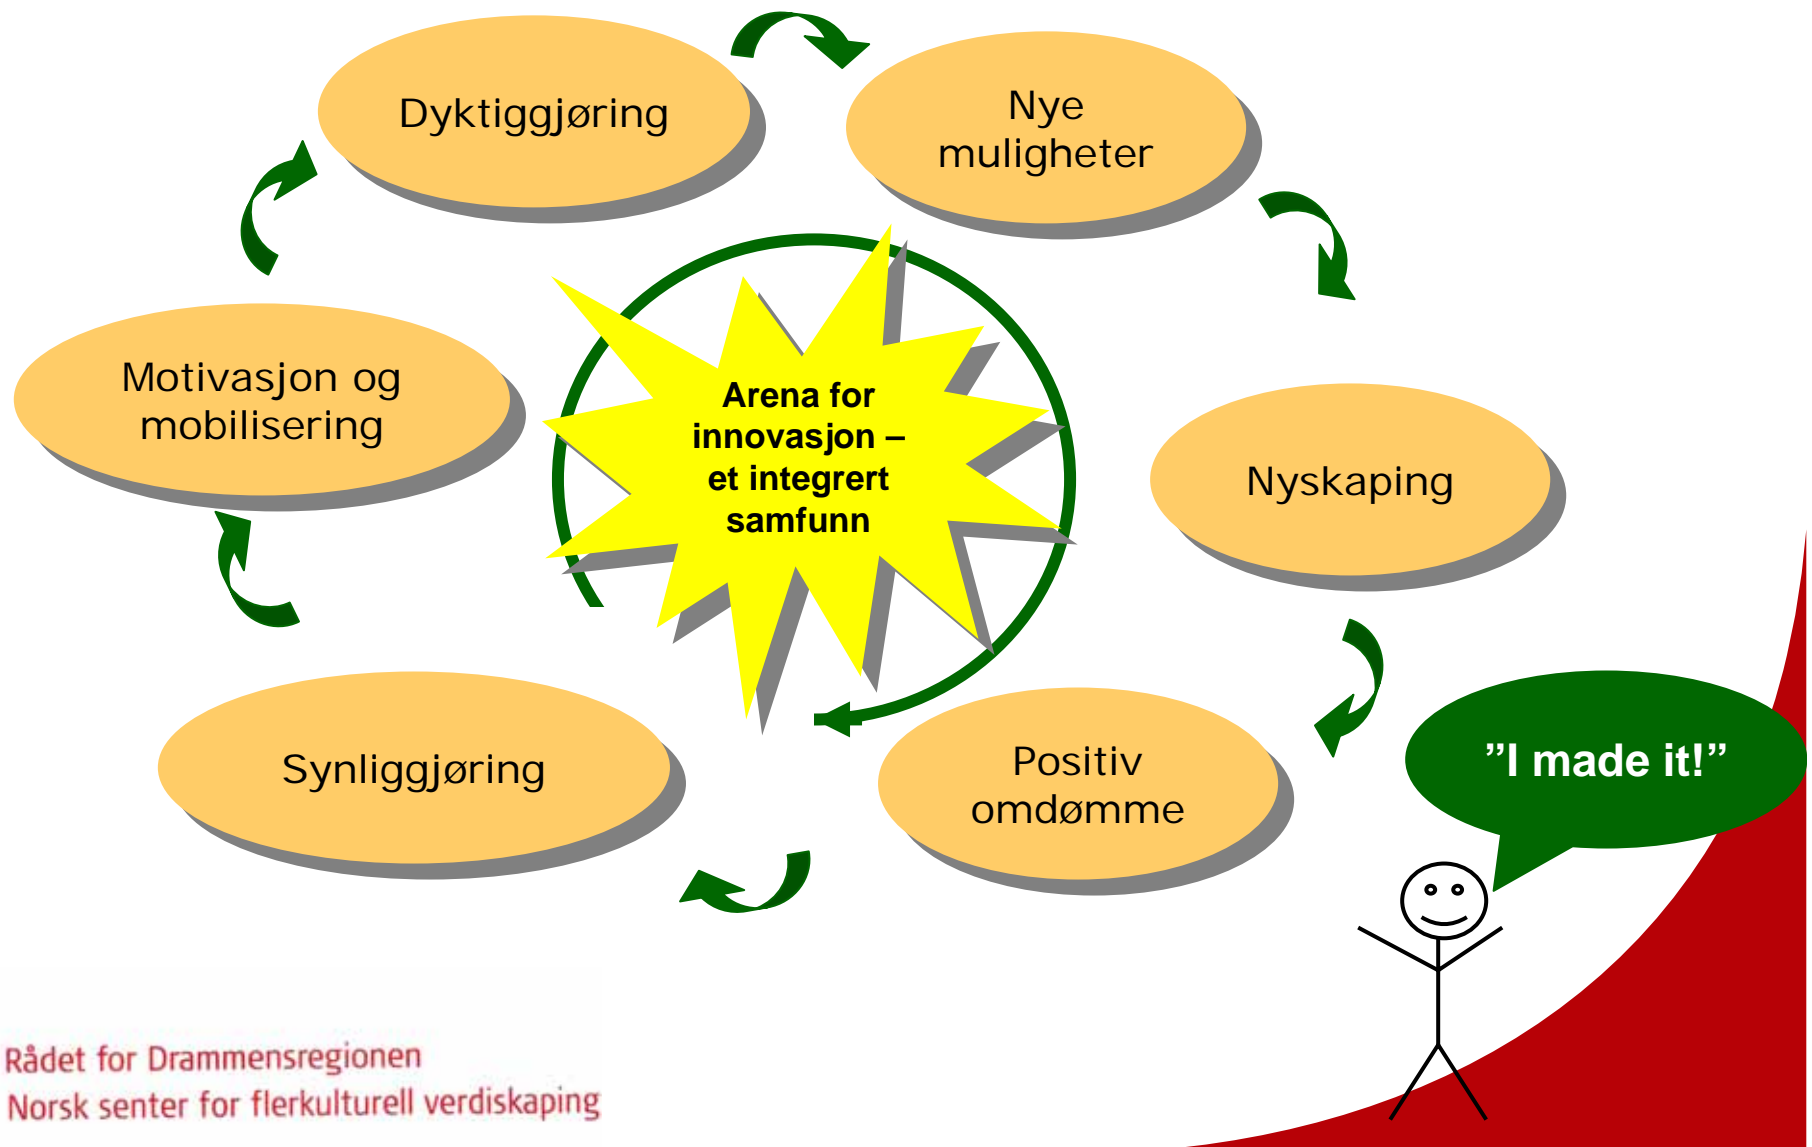 Dyktiggjøring
Nye
muligheter
Motivasjon og
mobilisering
Arena for
innovasjon –
et integrert
samfunn
Nyskaping
Synliggjøring
Positiv
omdømme
”I made it!”
Rådet for Drammensregionen
Norsk senter for flerkulturell verdiskaping